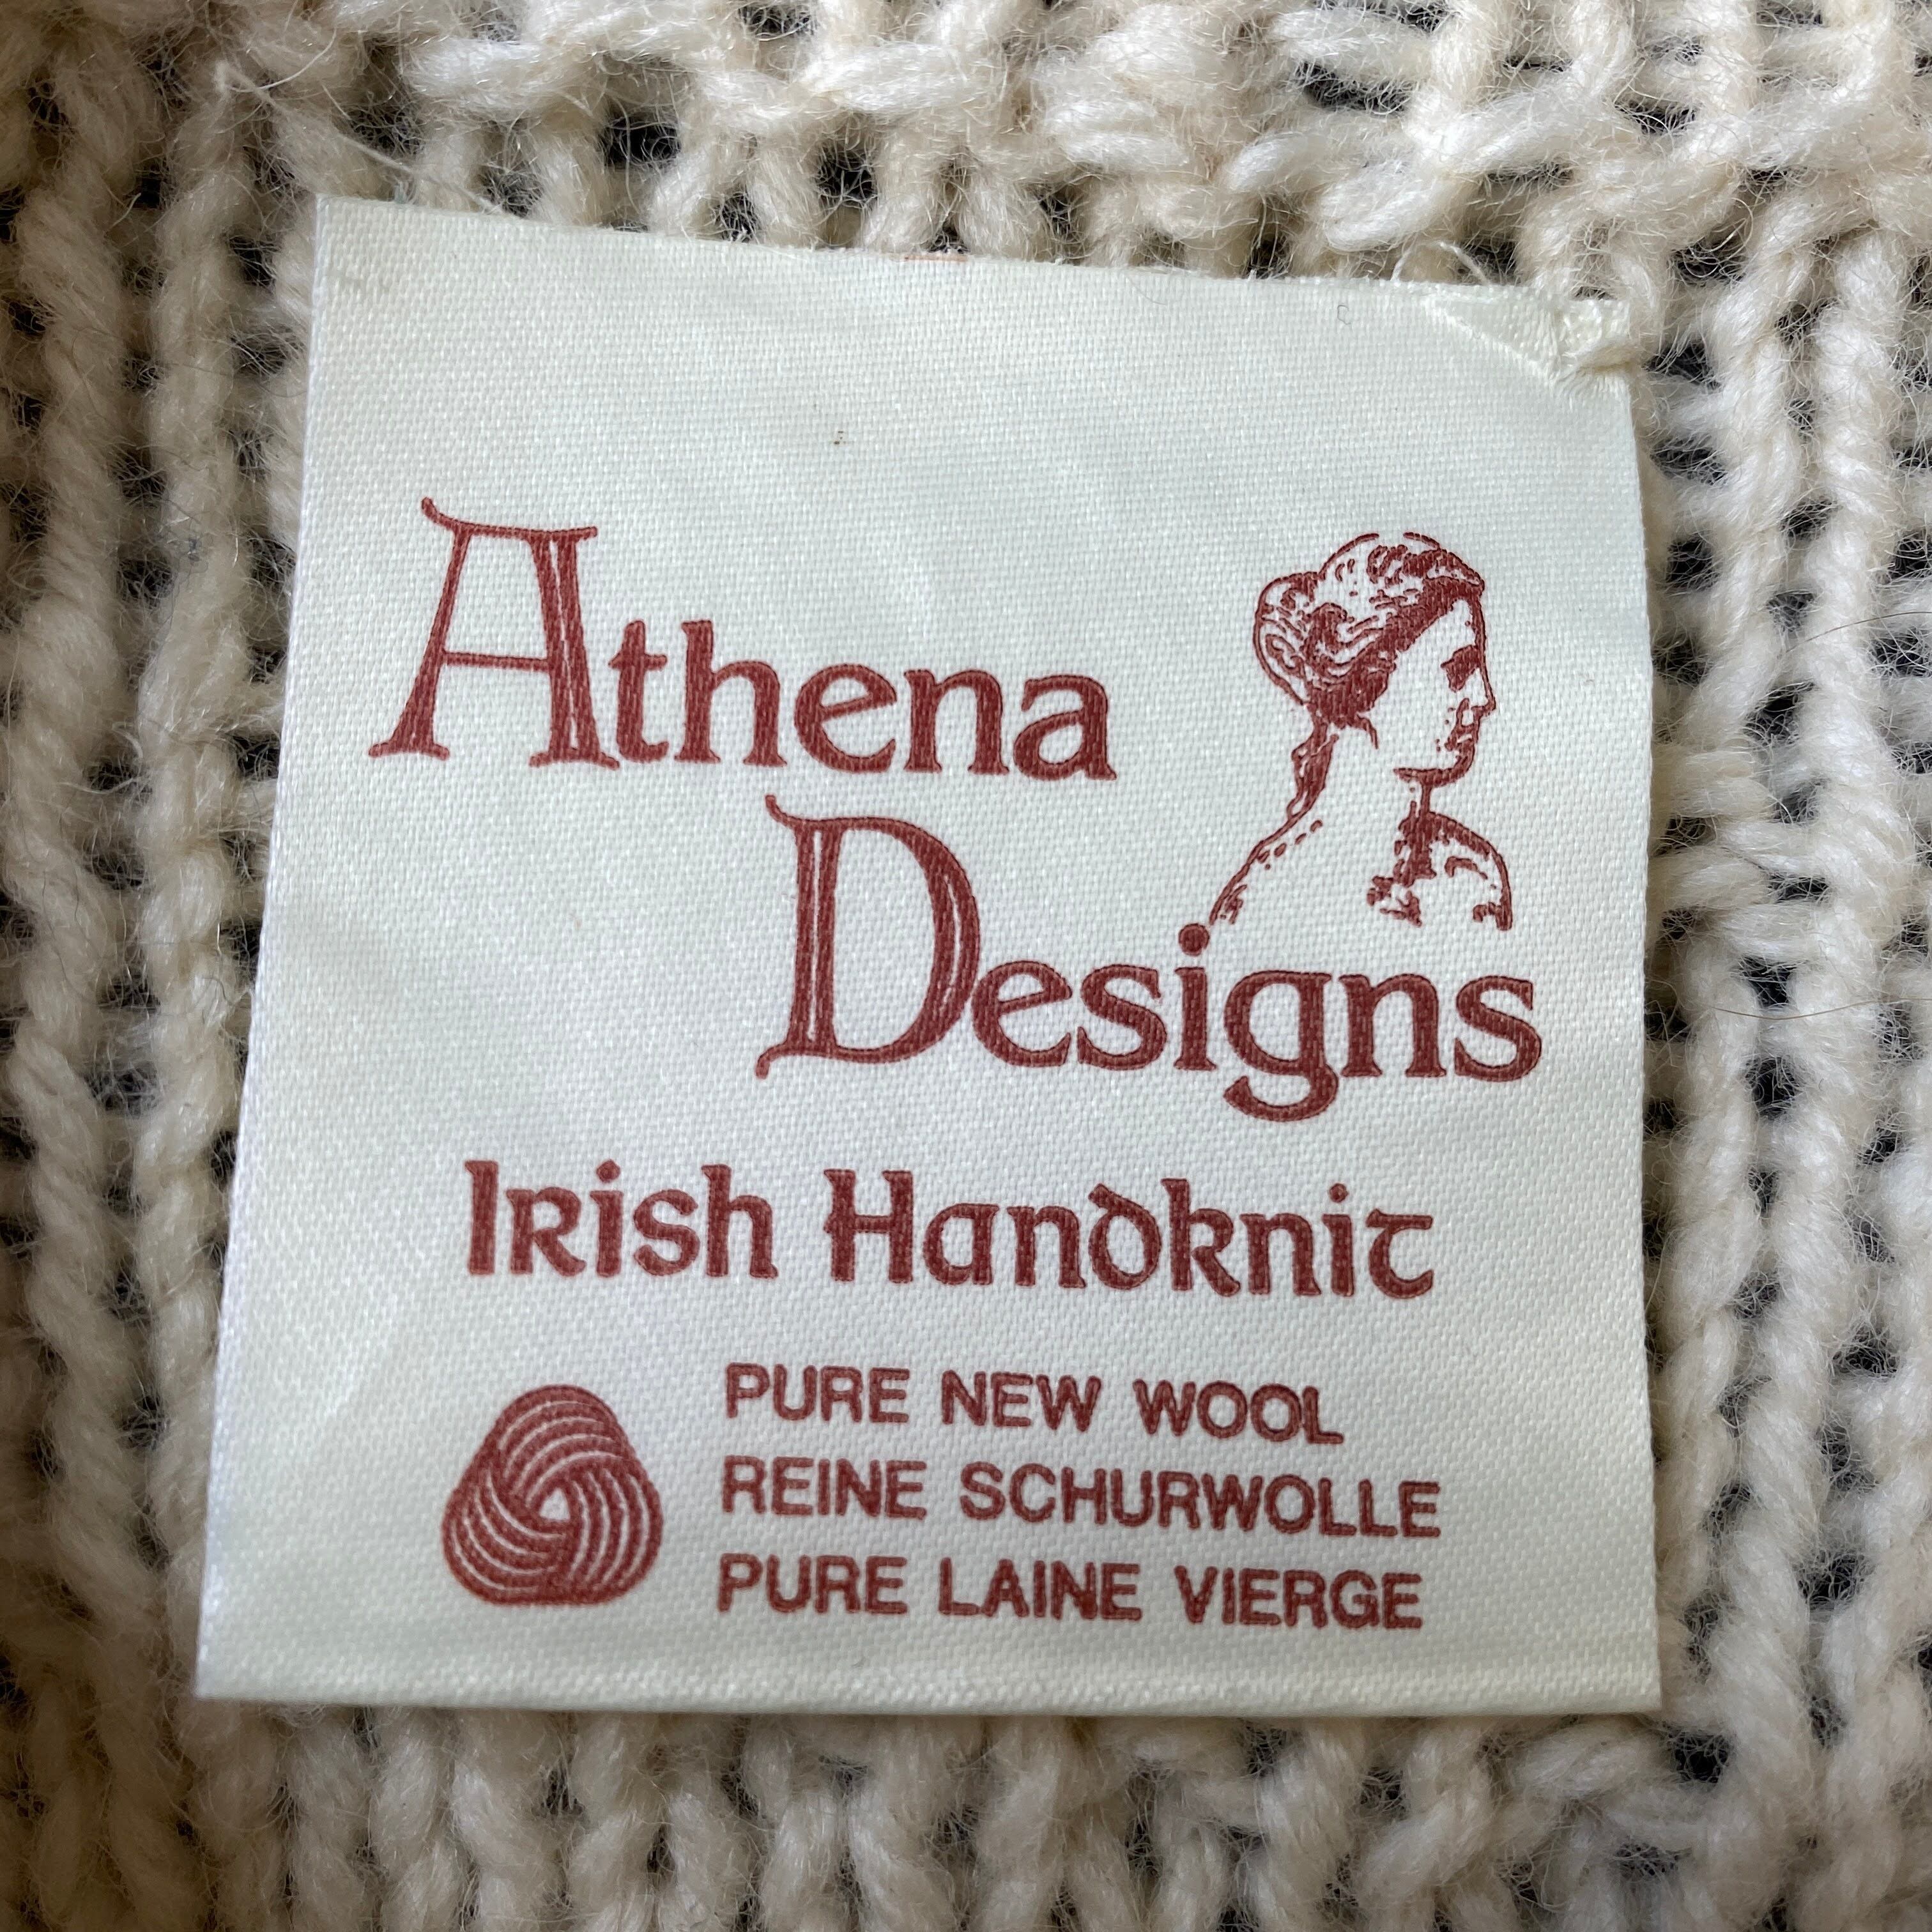 Athena
Designs
Irish Handknit
PURE NEW WOOL
REINE SCHURWOLLE
PURE LAINE VIERGE